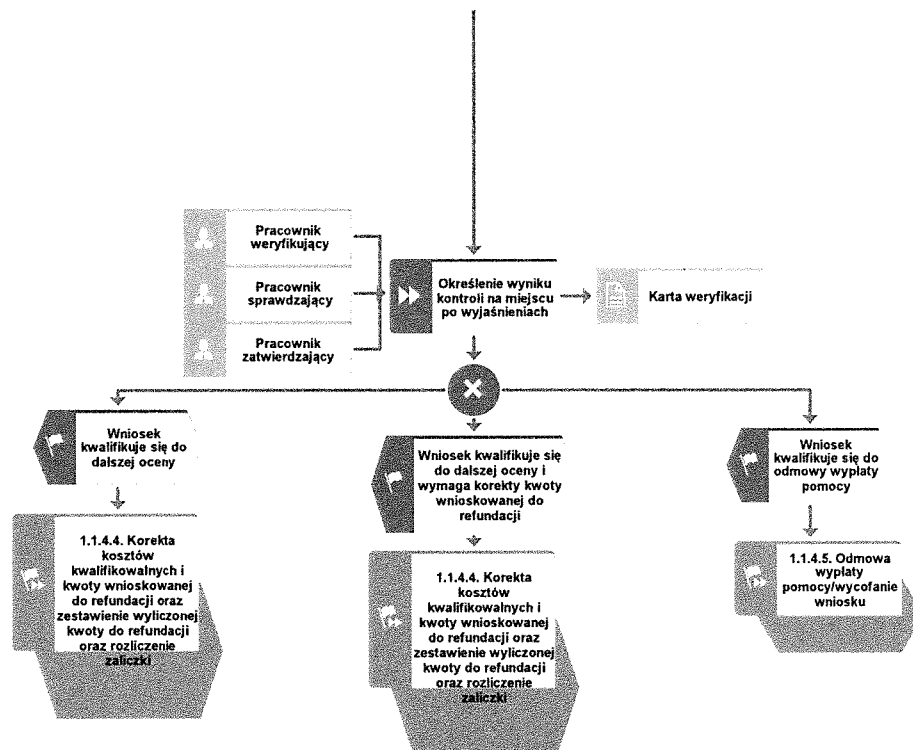 Pracownik
weryfikujący
Pracownik
sprawdzający
Pracownik
zatwierdzający
Określenie wyniku
kontroli na miejscu
po wyjaśnieniach
Karta weryfikacji
Wniosek
kwalifikuje się do
dalszej oceny
Wniosek kwalifikuje się
do dalszej oceny i
wymaga korekty kwoty
wnioskowanej do
refundacji
Wniosek
kwalifikuje się do
odmowy wypłaty
pomocy
1.1.4.4. Korekta
kosztów
kwalifikowalnych i
kwoty wnioskowanej
do refundacji oraz
zestawienie wyliczonej
kwoty do refundacji
oraz rozliczenie
zaliczki
1.1.4.4. Korekta
kosztów
kwalifikowalnych i
kwoty wnioskowanej
do refundacji oraz
zestawienie wyliczonej
kwoty do refundacji
oraz rozliczenie
zaliczki
1.1.4.5. Odmowa
wypłaty
pomocy/wycofanie
wniosku